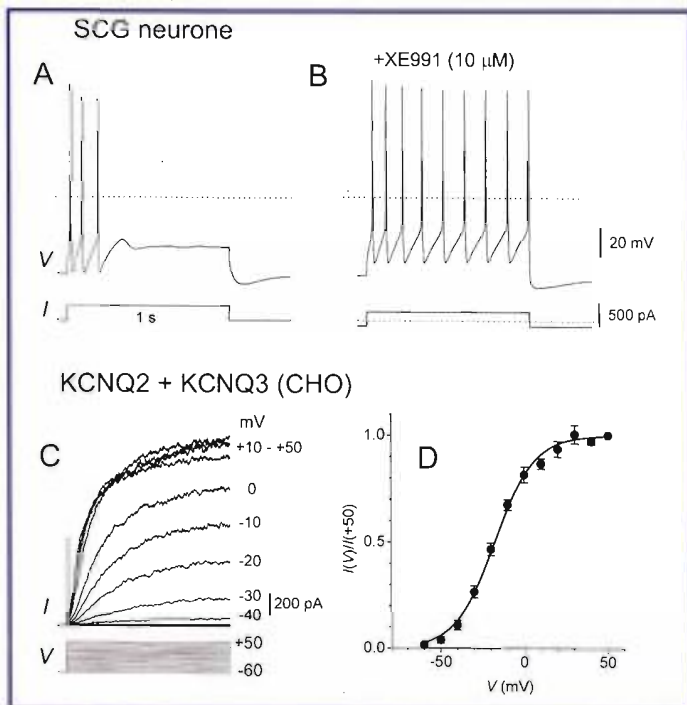 SCG neurone
A
B
+XE991 (10 µM)
V
20 mV
I
1 s
500 pA
KCNQ2 + KCNQ3 (CHO)
C
mV
+10 - +50
0
-10
-20
-30
-40
200 pA
I
V
+50
-60
D
I(V)/I(+50)
1.0
0.5
0.0
-50
0
50
V (mV)